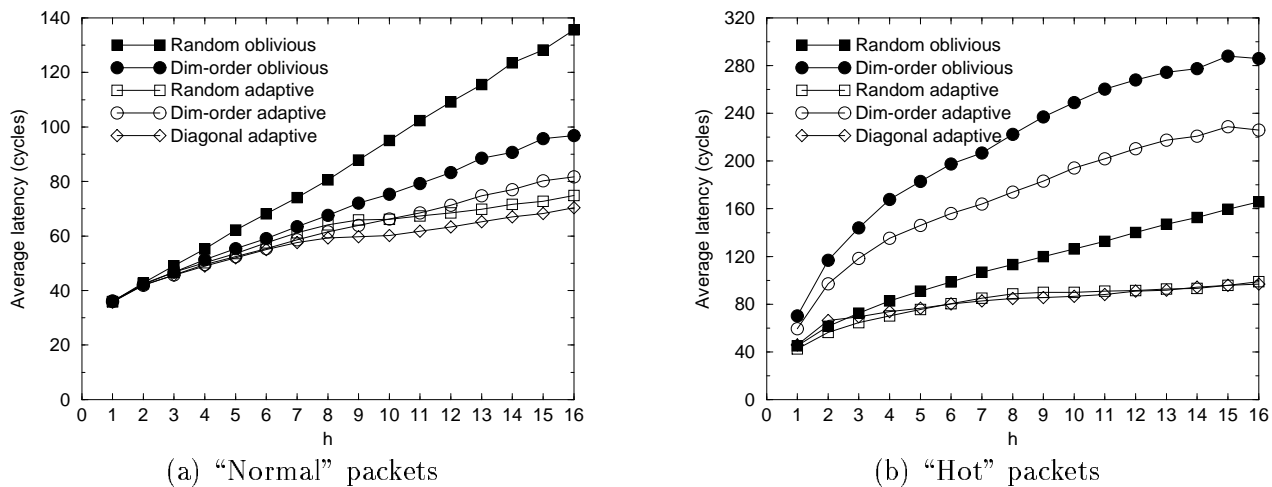 140
120
100
80
60
40
20
0
Average latency (cycles)
Random oblivious
Dim-order oblivious
Random adaptive
Dim-order adaptive
Diagonal adaptive
0 1 2 3 4 5 6 7 8 9 10 11 12 13 14 15 16
h
(a) “Normal” packets
320
280
240
200
160
120
80
40
0
Average latency (cycles)
Random oblivious
Dim-order oblivious
Random adaptive
Dim-order adaptive
Diagonal adaptive
0 1 2 3 4 5 6 7 8 9 10 11 12 13 14 15 16
h
(b) “Hot” packets